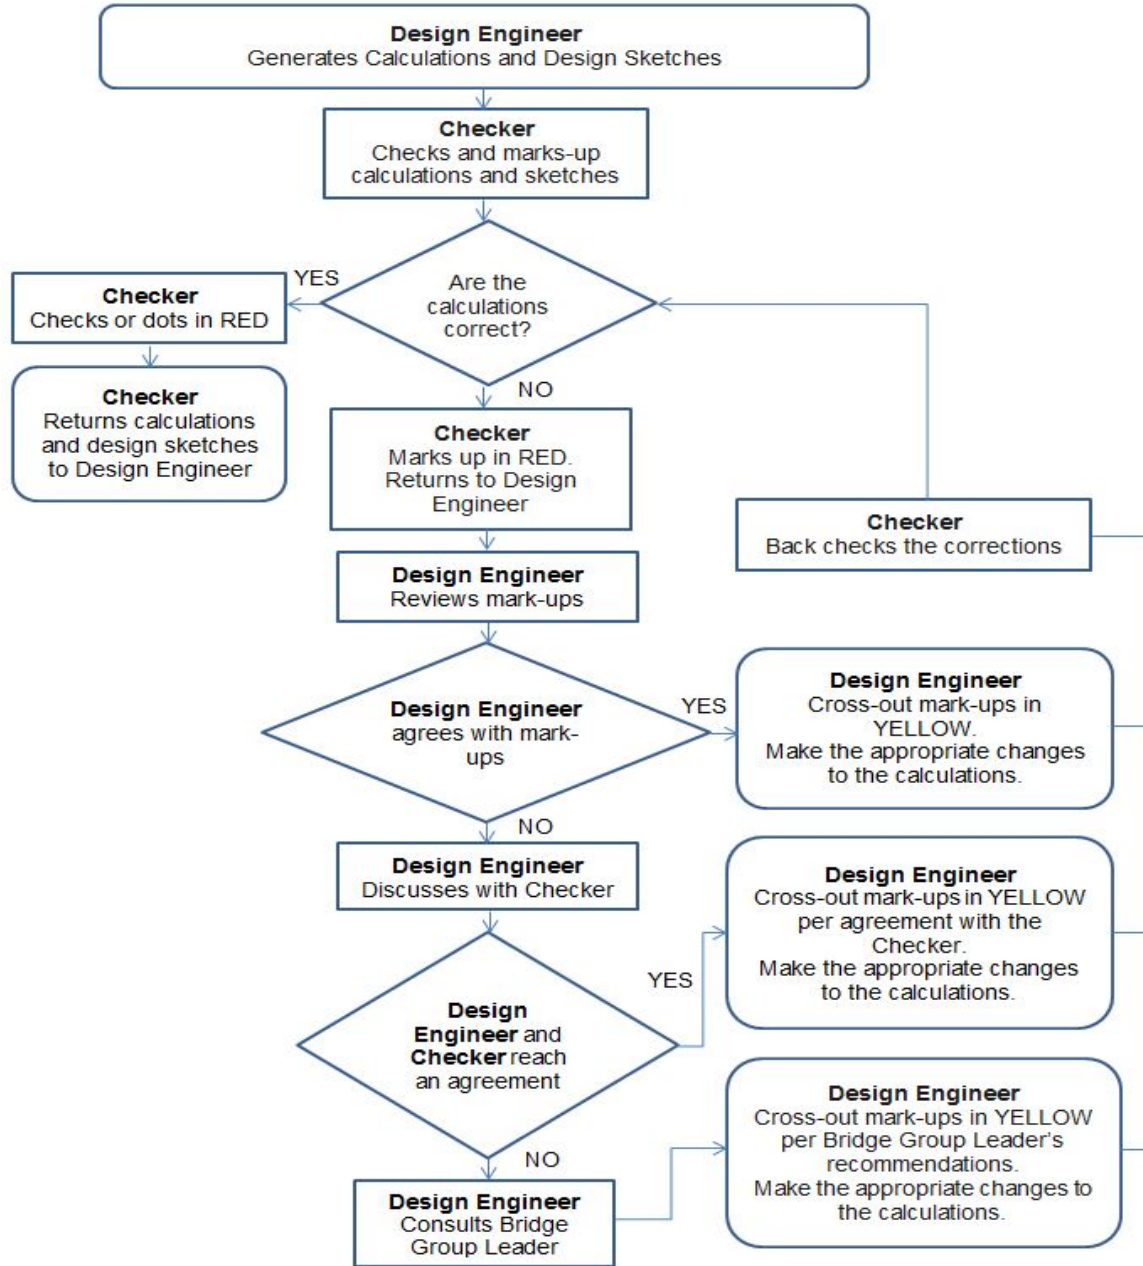 Design Engineer
Generates Calculations and Design Sketches
Checker
Checks and marks-up
calculations and sketches
Are the
calculations
correct?
YES
Checker
Checks or dots in RED
Checker
Returns calculations
and design sketches
to Design Engineer
NO
Checker
Marks up in RED.
Returns to Design
Engineer
Checker
Back checks the corrections
Design Engineer
Reviews mark-ups
Design Engineer
agrees with mark-
ups
YES
Design Engineer
Cross-out mark-ups in
YELLOW.
Make the appropriate changes
to the calculations.
NO
Design Engineer
Discusses with Checker
Design
Engineer and
Checker reach
an agreement
YES
Design Engineer
Cross-out mark-ups in YELLOW
per agreement with the
Checker.
Make the appropriate changes
to the calculations.
NO
Design Engineer
Consults Bridge
Group Leader
Design Engineer
Cross-out mark-ups in YELLOW
per Bridge Group Leader’s
recommendations.
Make the appropriate changes to
the calculations.